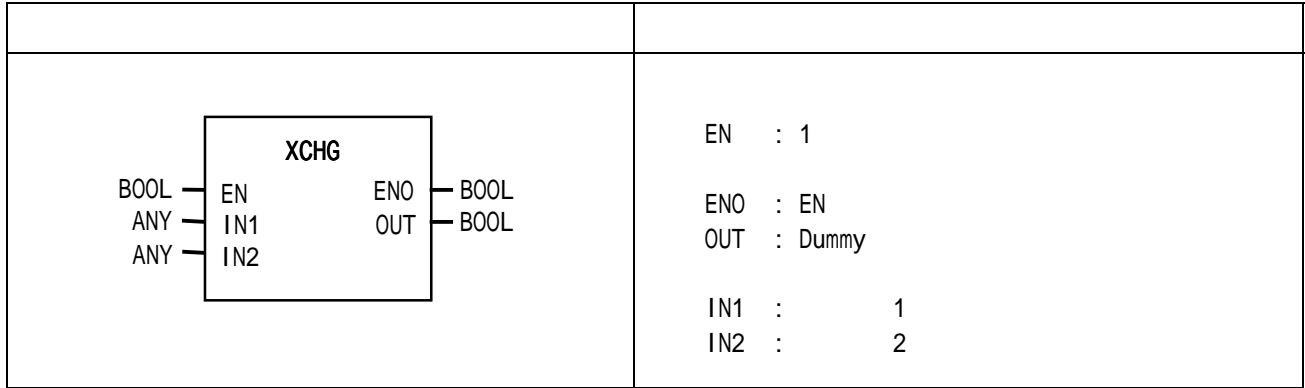 XCHG
BOOL EN ENO BOOL
ANY IN1 OUT BOOL
ANY IN2
EN : 1
ENO : EN
OUT : Dummy
IN1 : 1
IN2 : 2